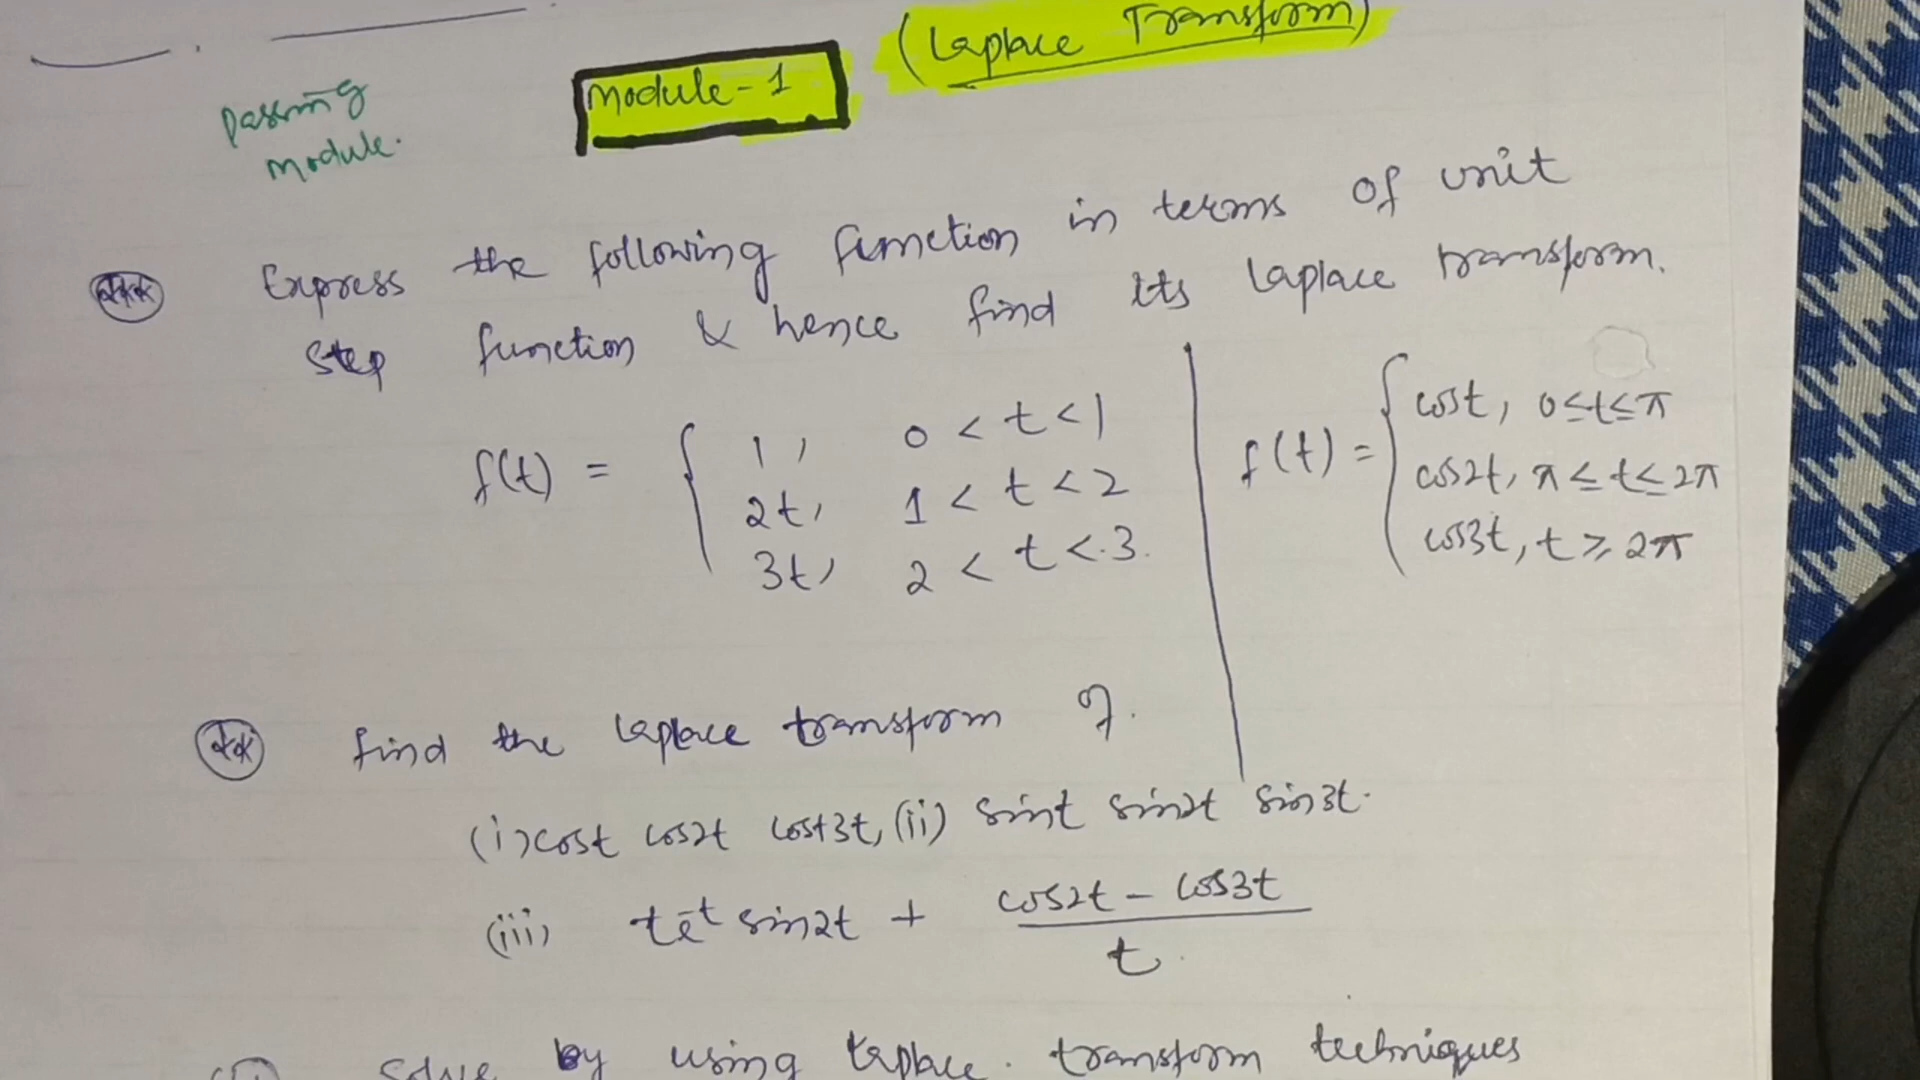 (Laplace Transform)
Module-1
passing
module.
Express the following function in terms of unit
step function & hence find its Laplace transform.
f(t) = { 1, 0 < t < 1
2t, 1 < t < 2
3t, 2 < t < 3.
f(t) = { cost, 0≤t≤π
cos2t, π≤t≤2π
cos3t, t≥2π
find the Laplace transform of.
(i) cost cos2t cost3t, (ii) sint sin2t sin3t.
(iii) te^-t sin2t + (cos2t - cos3t)/t.
Solve by using Laplace. transform techniques